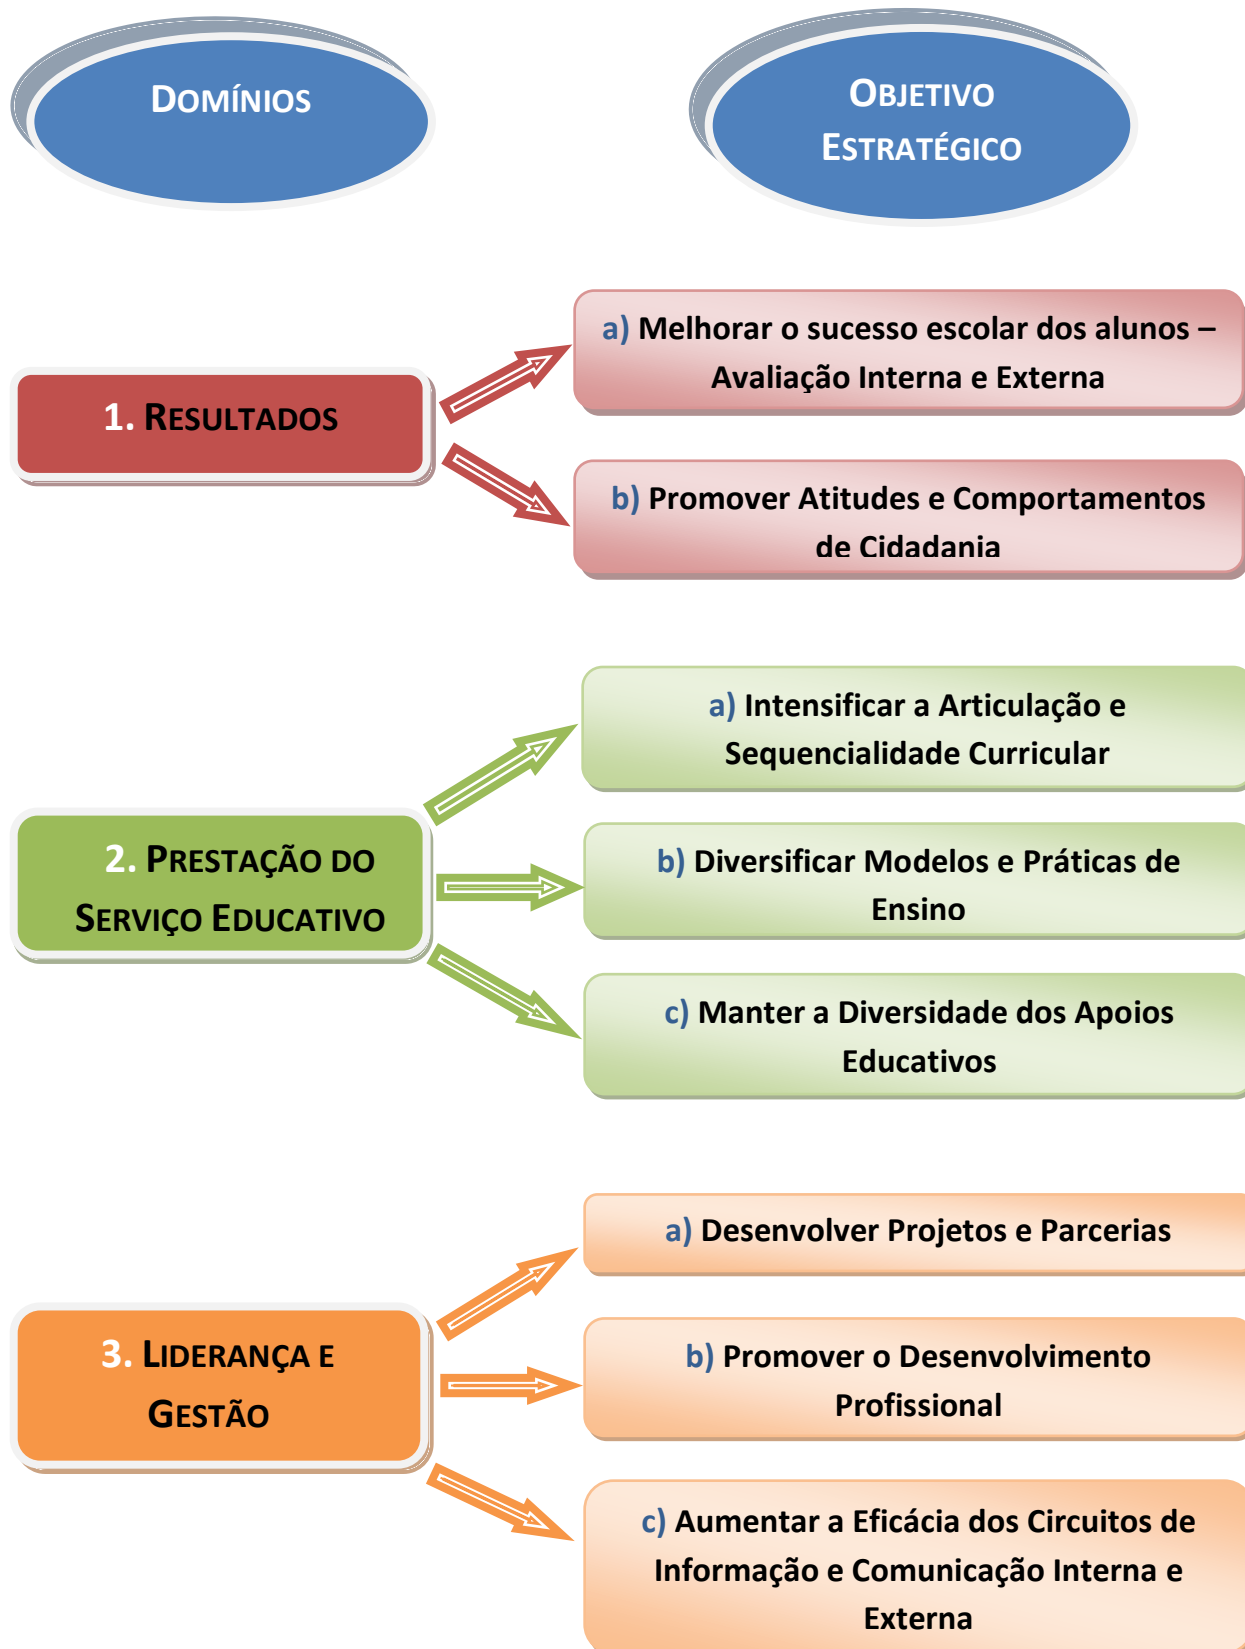 DOMÍNIOS
OBJETIVO
ESTRATÉGICO
1. RESULTADOS
a) Melhorar o sucesso escolar dos alunos –
Avaliação Interna e Externa
b) Promover Atitudes e Comportamentos
de Cidadania
2. PRESTAÇÃO DO
SERVIÇO EDUCATIVO
a) Intensificar a Articulação e
Sequencialidade Curricular
b) Diversificar Modelos e Práticas de
Ensino
c) Manter a Diversidade dos Apoios
Educativos
3. LIDERANÇA E
GESTÃO
a) Desenvolver Projetos e Parcerias
b) Promover o Desenvolvimento
Profissional
c) Aumentar a Eficácia dos Circuitos de
Informação e Comunicação Interna e
Externa